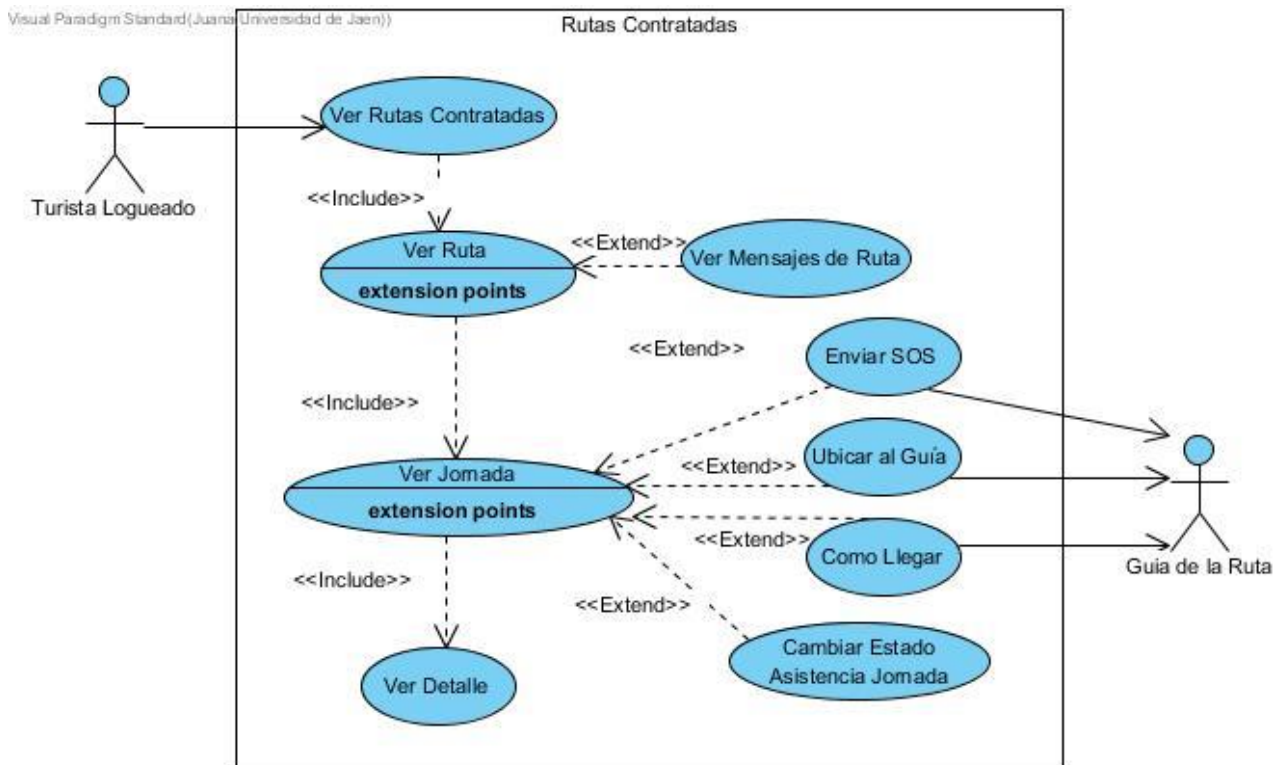 Visual Paradigm Standard(Juana(Universidad de Jaen))
Rutas Contratadas
Ver Rutas Contratadas
Turista Logueado
<<Include>>
Ver Ruta
extension points
<<Extend>>
Ver Mensajes de Ruta
<<Extend>>
Enviar SOS
<<Include>>
Ubicar al Guía
<<Extend>>
Ver Jornada
extension points
<<Extend>>
Como Llegar
Guia de la Ruta
<<Include>>
<<Extend>>
Cambiar Estado
Asistencia Jornada
Ver Detalle